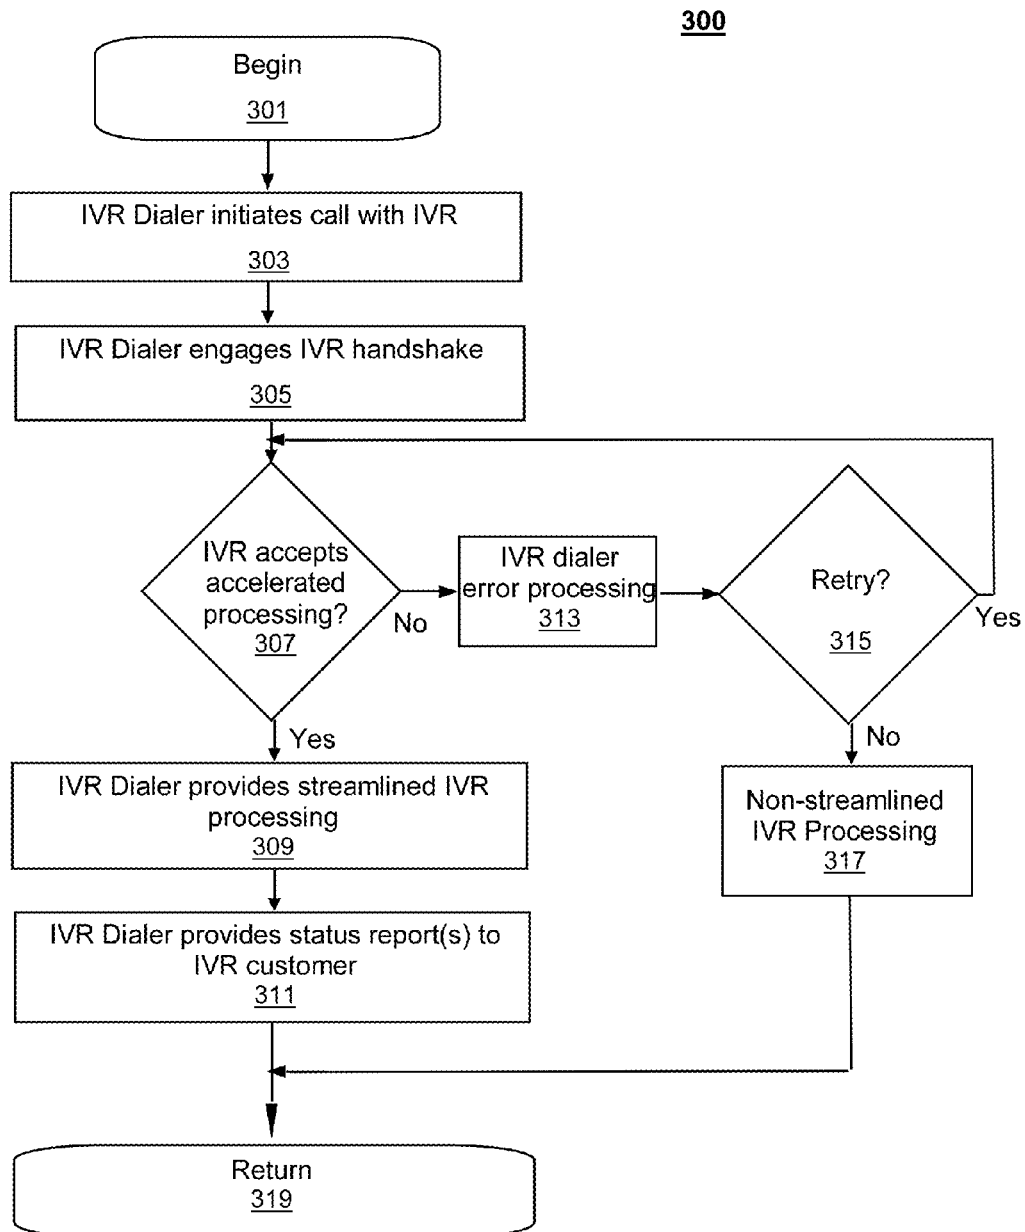 300
Begin
301
IVR Dialer initiates call with IVR
303
IVR Dialer engages IVR handshake
305
IVR accepts
accelerated
processing?
307
No
IVR dialer
error processing
313
Retry?
315
Yes
Yes
No
IVR Dialer provides streamlined IVR
processing
309
Non-streamlined
IVR Processing
317
IVR Dialer provides status report(s) to
IVR customer
311
Return
319